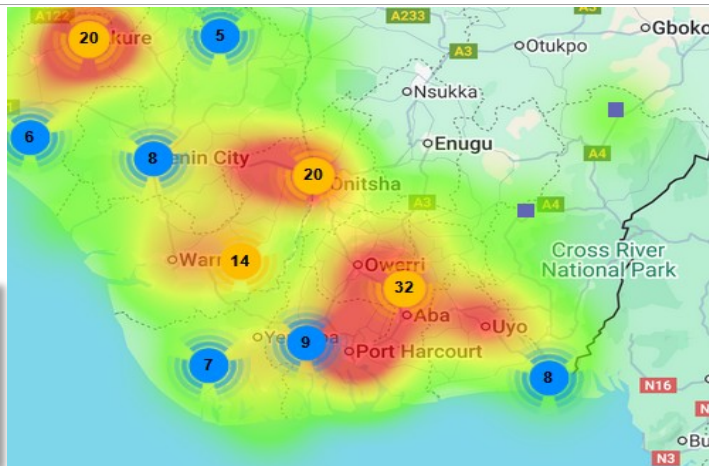 A122
A233
A3
Gboko
20
kure
5
A3
Otukpo
Nsukka
6
8
enin City
Enugu
A4
20
Onitsha
A3
A4
Warr
14
Owerri
Cross River
National Park
32
Aba
Uyo
9
Port Harcourt
7
8
N16
N3
Bu